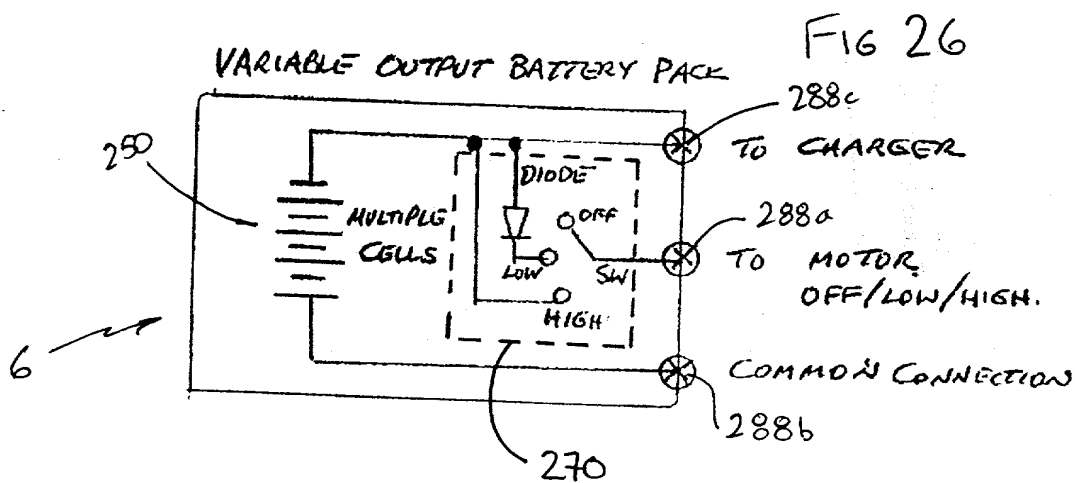 FIG 26
VARIABLE OUTPUT BATTERY PACK
288c
TO CHARGER
250
DIODE
OFF
288a
MULTIPLE
CELLS
LOW
SW
TO MOTOR
OFF/LOW/HIGH.
HIGH
6
COMMON CONNECTION
288b
270